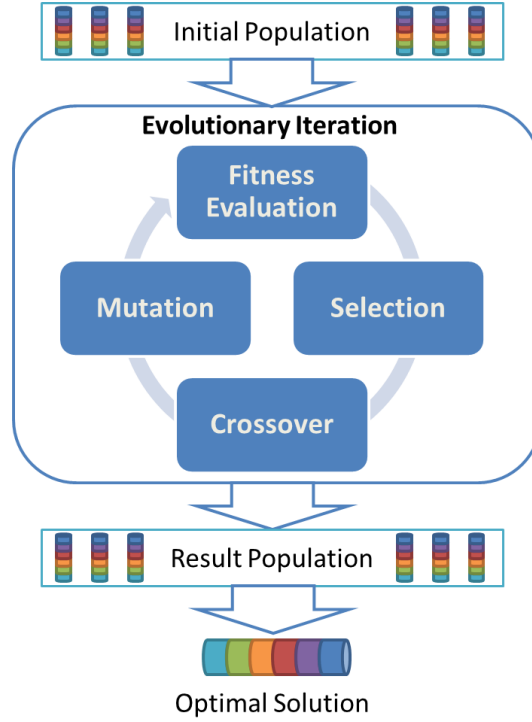 Initial Population
Evolutionary Iteration
Fitness
Evaluation
Mutation
Selection
Crossover
Result Population
Optimal Solution